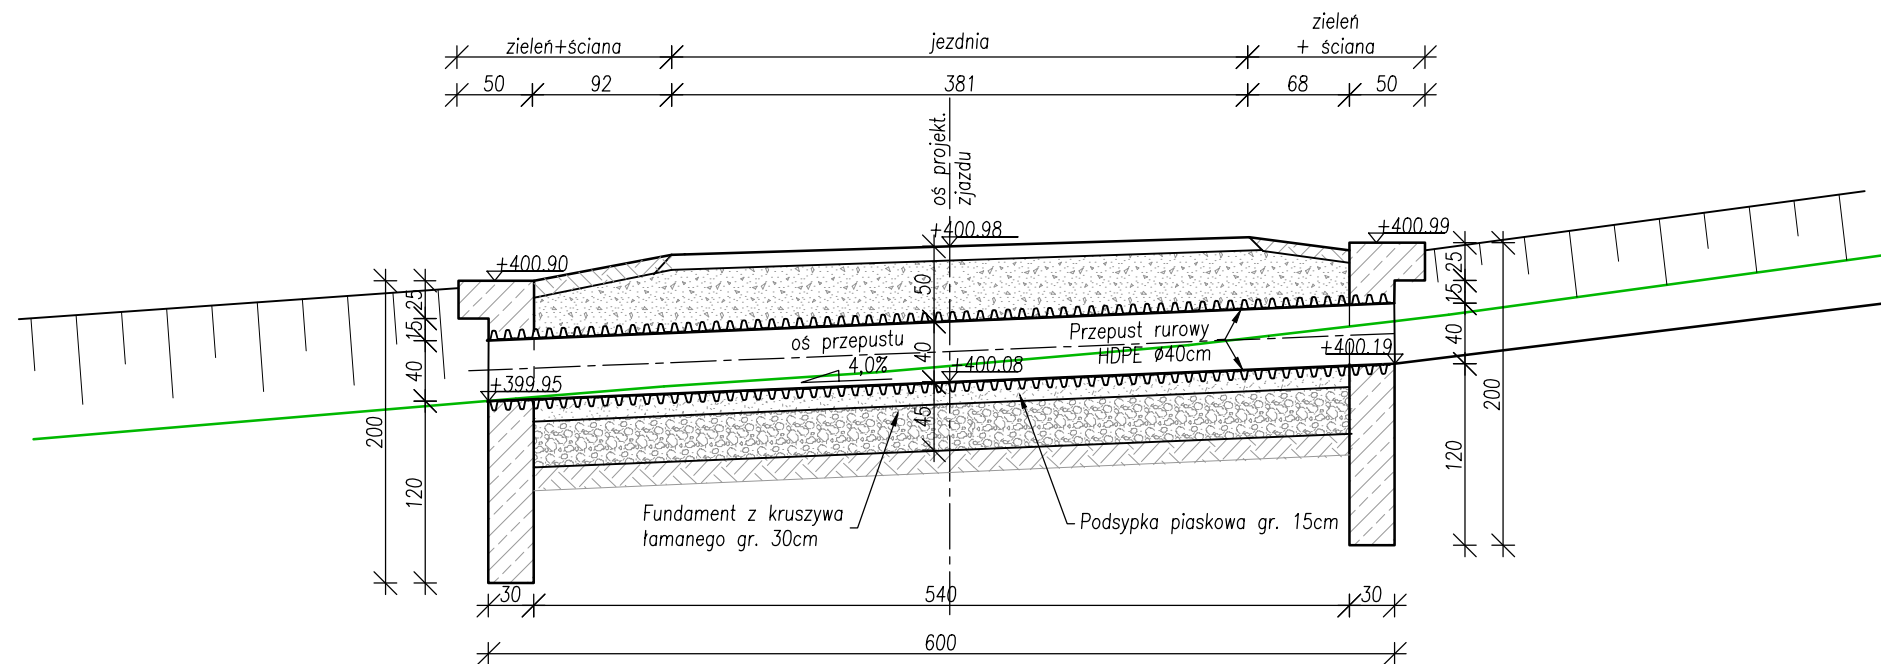 zieleń+ściana
jezdnia
zieleń
+ ściana
50
92
381
68
50
oś projekt.
zjazdu
+400.98
+400.99
+400.90
25
15
40
120
200
50
40
45
oś przepustu
4,0%
Przepust rurowy
HDPE ø40cm
+400.19
+400.08
+399.95
25
15
40
120
200
Fundament z kruszywa
łamanego gr. 30cm
Podsypka piaskowa gr. 15cm
30
540
30
600